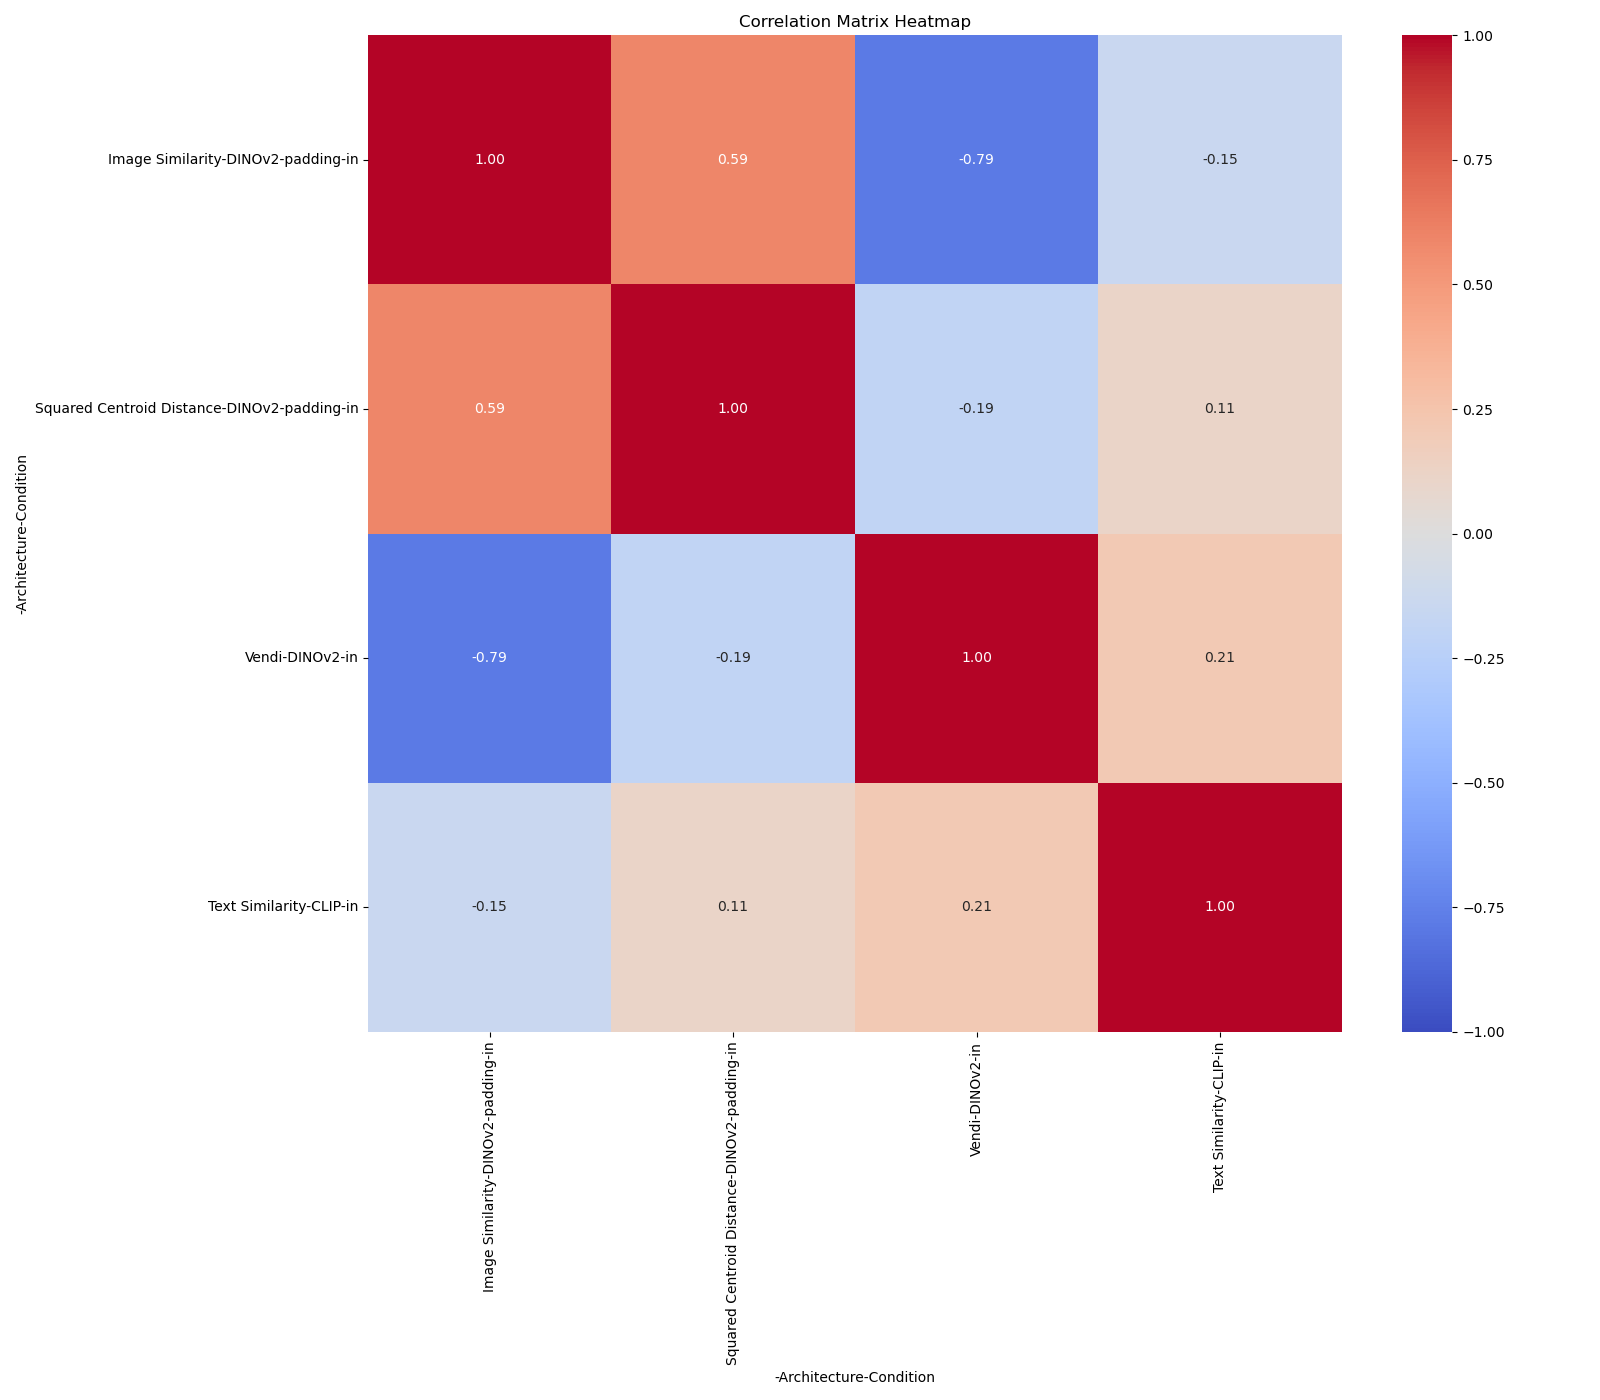 Correlation Matrix Heatmap
Image Similarity-DINOv2-padding-in
1.00 0.59 -0.79 -0.15
Squared Centroid Distance-DINOv2-padding-in
0.59 1.00 -0.19 0.11
Vendi-DINOv2-in
-0.79 -0.19 1.00 0.21
Text Similarity-CLIP-in
-0.15 0.11 0.21 1.00
-Architecture-Condition
Image Similarity-DINOv2-padding-in
Squared Centroid Distance-DINOv2-padding-in
Vendi-DINOv2-in
Text Similarity-CLIP-in
-Architecture-Condition
1.00
0.75
0.50
0.25
0.00
−0.25
−0.50
−0.75
−1.00